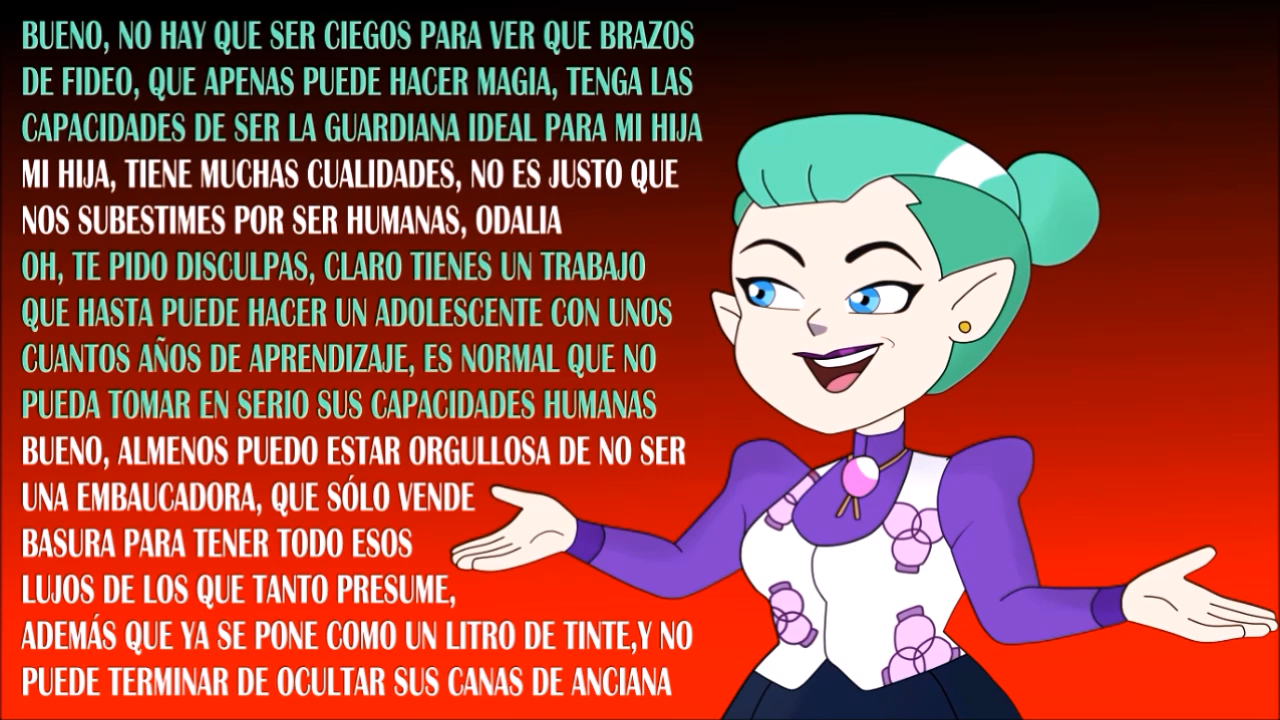 BUENO, NO HAY QUE SER CIEGOS PARA VER QUE BRAZOS
DE FIDEO, QUE APENAS PUEDE HACER MAGIA, TENGA LAS
CAPACIDADES DE SER LA GUARDIANA IDEAL PARA MI HIJA
MI HIJA, TIENE MUCHAS CUALIDADES, NO ES JUSTO QUE
NOS SUBESTIMES POR SER HUMANAS, ODALIA
OH, TE PIDO DISCULPAS, CLARO TIENES UN TRABAJO
QUE HASTA PUEDE HACER UN ADOLESCENTE CON UNOS
CUANTOS AÑOS DE APRENDIZAJE, ES NORMAL QUE NO
PUEDA TOMAR EN SERIO SUS CAPACIDADES HUMANAS
BUENO, ALMENOS PUEDO ESTAR ORGULLOSA DE NO SER
UNA EMBAUCADORA, QUE SÓLO VENDE
BASURA PARA TENER TODO ESOS
LUJOS DE LOS QUE TANTO PRESUME,
ADEMÁS QUE YA SE PONE COMO UN LITRO DE TINTE,Y NO
PUEDE TERMINAR DE OCULTAR SUS CANAS DE ANCIANA